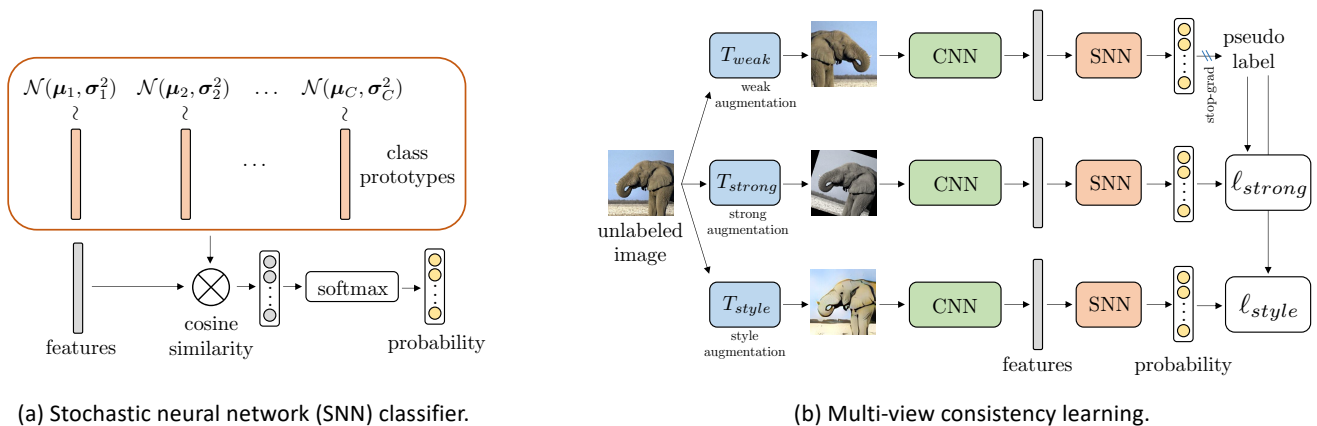 𝒩(μ₁, σ₁²) 𝒩(μ₂, σ₂²) ... 𝒩(μ_C, σ_C²)
~ ~ ~
...
class
prototypes
features
cosine
similarity
softmax
probability
(a) Stochastic neural network (SNN) classifier.
unlabeled
image
T_weak
weak
augmentation
CNN
SNN
stop-grad
pseudo
label
T_strong
strong
augmentation
CNN
SNN
ℓ_strong
T_style
style
augmentation
CNN
SNN
ℓ_style
features
probability
(b) Multi-view consistency learning.